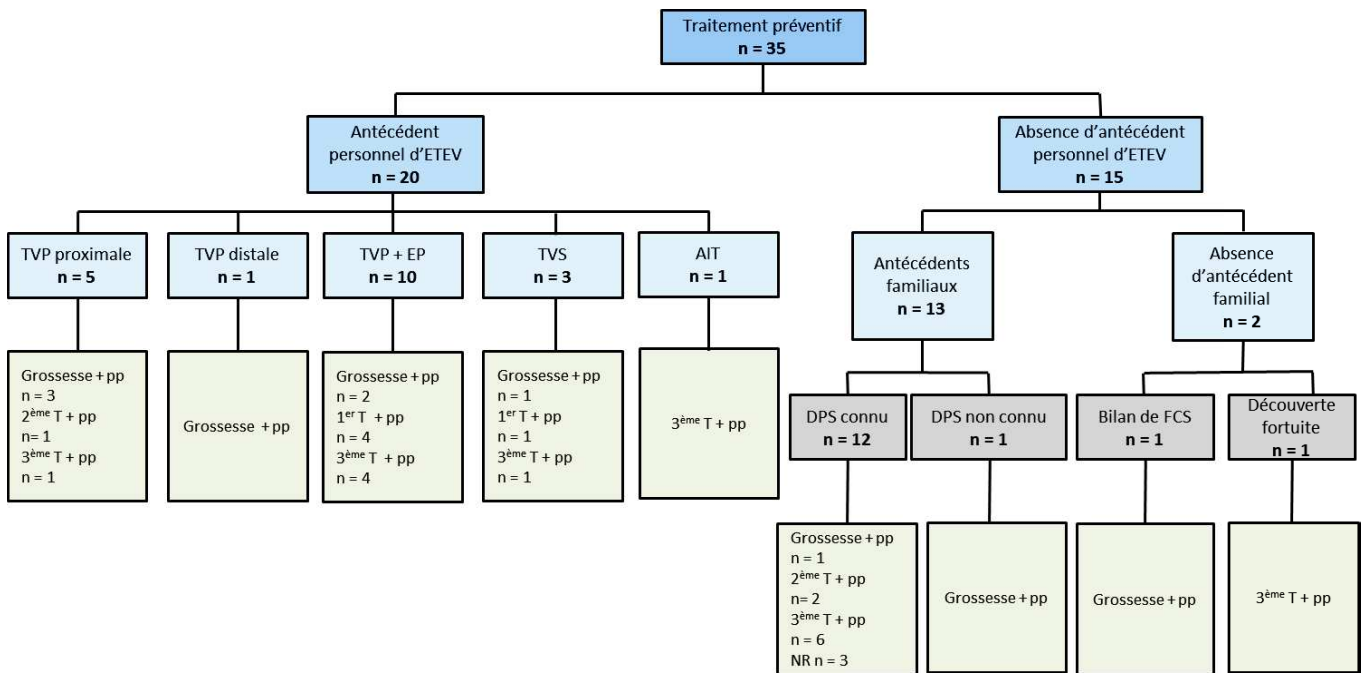 Traitement préventif
n = 35
Antécédent
personnel d'ETEV
n = 20
Absence d'antécédent
personnel d'ETEV
n = 15
TVP proximale
n = 5
TVP distale
n = 1
TVP + EP
n = 10
TVS
n = 3
AIT
n = 1
Antécédents
familiaux
n = 13
Absence
d'antécédent
familial
n = 2
Grossesse + pp
n = 3
2ème T + pp
n= 1
3ème T + pp
n = 1
Grossesse + pp
Grossesse + pp
n = 2
1er T + pp
n = 4
3ème T + pp
n = 4
Grossesse + pp
n = 1
1er T + pp
n = 1
3ème T + pp
n = 1
3ème T + pp
DPS connu
n = 12
DPS non connu
n = 1
Bilan de FCS
n = 1
Découverte
fortuite
n = 1
Grossesse + pp
n = 1
2ème T + pp
n= 2
3ème T + pp
n = 6
NR n = 3
Grossesse + pp
Grossesse + pp
3ème T + pp